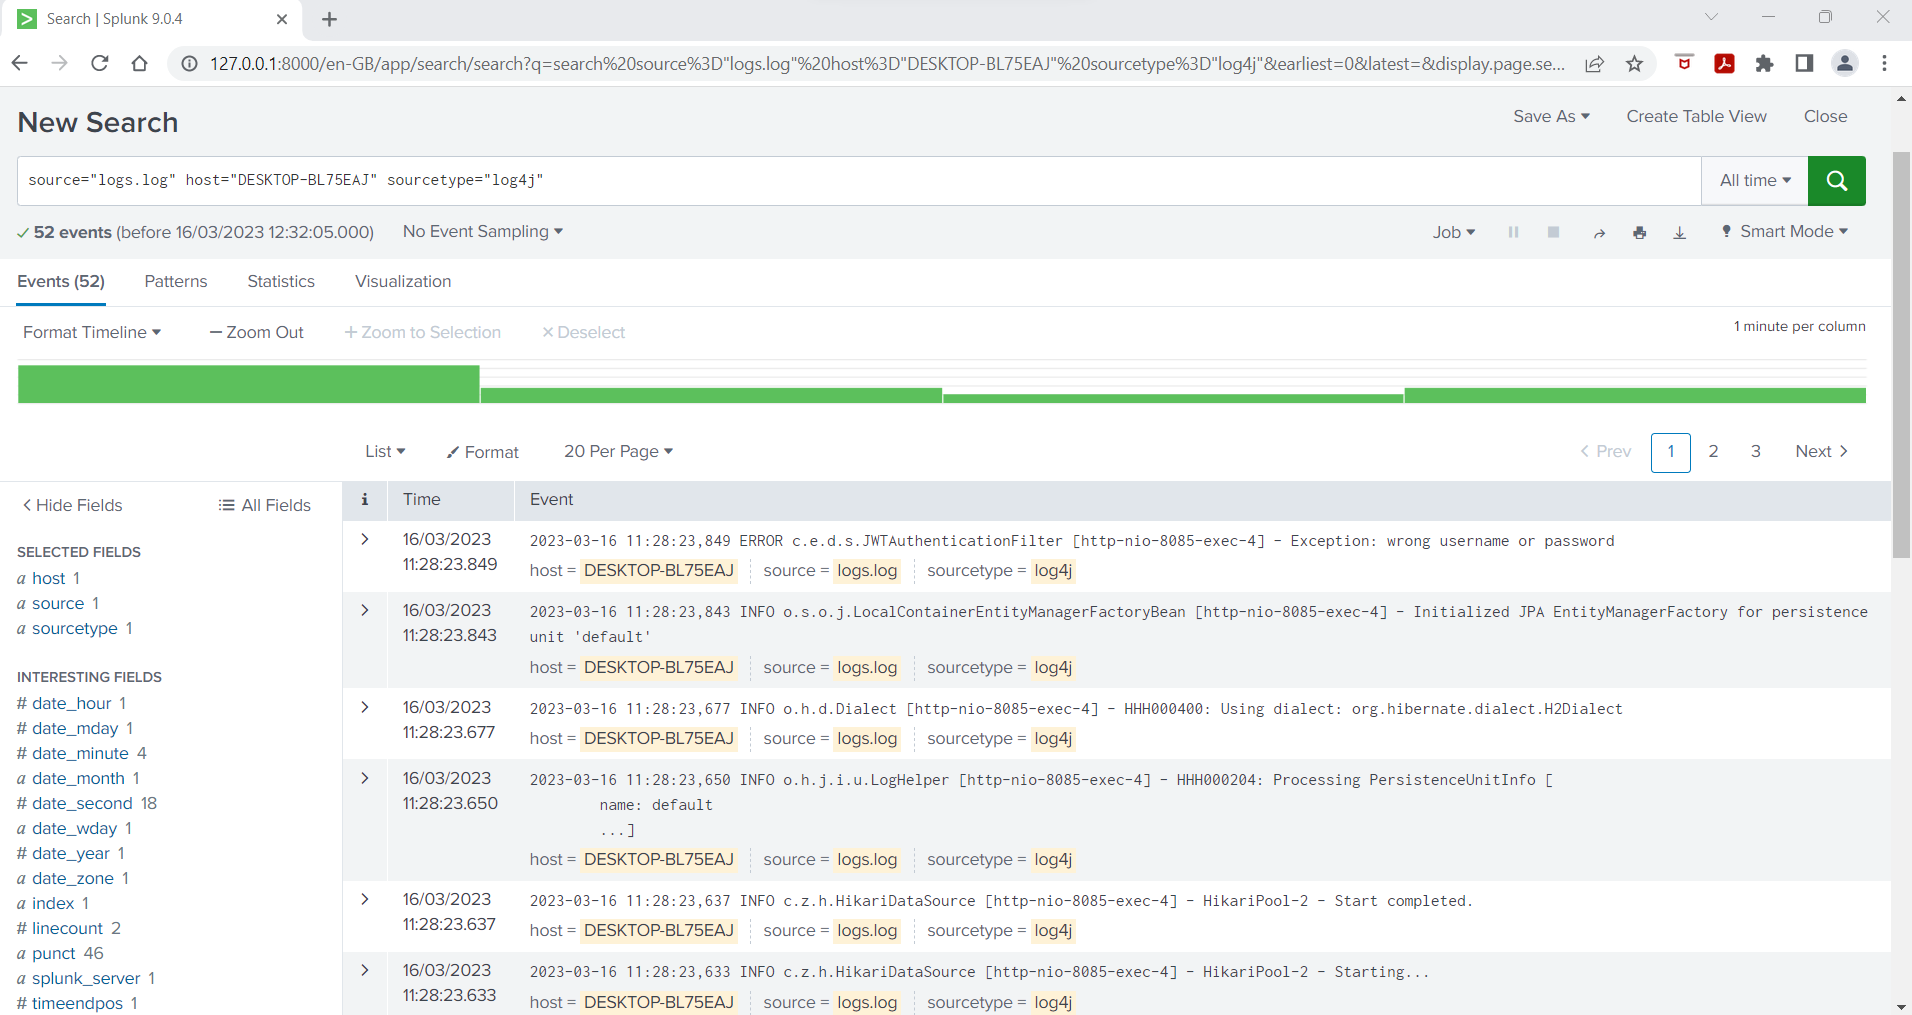 Search | Splunk 9.0.4
127.0.0.1:8000/en-GB/app/search/search?q=search%20source%3D"logs.log"%20host%3D"DESKTOP-BL75EAJ"%20sourcetype%3D"log4j"&earliest=0&latest=&display.page.se...
New Search
Save As Create Table View Close
source="logs.log" host="DESKTOP-BL75EAJ" sourcetype="log4j"
All time
52 events (before 16/03/2023 12:32:05.000) No Event Sampling
Job Smart Mode
Events (52) Patterns Statistics Visualization
Format Timeline — Zoom Out + Zoom to Selection × Deselect
1 minute per column
List Format 20 Per Page
< Prev 1 2 3 Next >
< Hide Fields All Fields
SELECTED FIELDS
a host 1
a source 1
a sourcetype 1
INTERESTING FIELDS
# date_hour 1
# date_mday 1
# date_minute 4
a date_month 1
# date_second 18
a date_wday 1
# date_year 1
a date_zone 1
a index 1
# linecount 2
a punct 46
a splunk_server 1
# timeendpos 1
i Time Event
16/03/2023
11:28:23.849
2023-03-16 11:28:23,849 ERROR c.e.d.s.JWTAuthenticationFilter [http-nio-8085-exec-4] - Exception: wrong username or password
host = DESKTOP-BL75EAJ source = logs.log sourcetype = log4j
16/03/2023
11:28:23.843
2023-03-16 11:28:23,843 INFO o.s.o.j.LocalContainerEntityManagerFactoryBean [http-nio-8085-exec-4] - Initialized JPA EntityManagerFactory for persistence
unit 'default'
host = DESKTOP-BL75EAJ source = logs.log sourcetype = log4j
16/03/2023
11:28:23.677
2023-03-16 11:28:23,677 INFO o.h.d.Dialect [http-nio-8085-exec-4] - HHH000400: Using dialect: org.hibernate.dialect.H2Dialect
host = DESKTOP-BL75EAJ source = logs.log sourcetype = log4j
16/03/2023
11:28:23.650
2023-03-16 11:28:23,650 INFO o.h.j.i.u.LogHelper [http-nio-8085-exec-4] - HHH000204: Processing PersistenceUnitInfo [
name: default
...]
host = DESKTOP-BL75EAJ source = logs.log sourcetype = log4j
16/03/2023
11:28:23.637
2023-03-16 11:28:23,637 INFO c.z.h.HikariDataSource [http-nio-8085-exec-4] - HikariPool-2 - Start completed.
host = DESKTOP-BL75EAJ source = logs.log sourcetype = log4j
16/03/2023
11:28:23.633
2023-03-16 11:28:23,633 INFO c.z.h.HikariDataSource [http-nio-8085-exec-4] - HikariPool-2 - Starting...
host = DESKTOP-BL75EAJ source = logs.log sourcetype = log4j